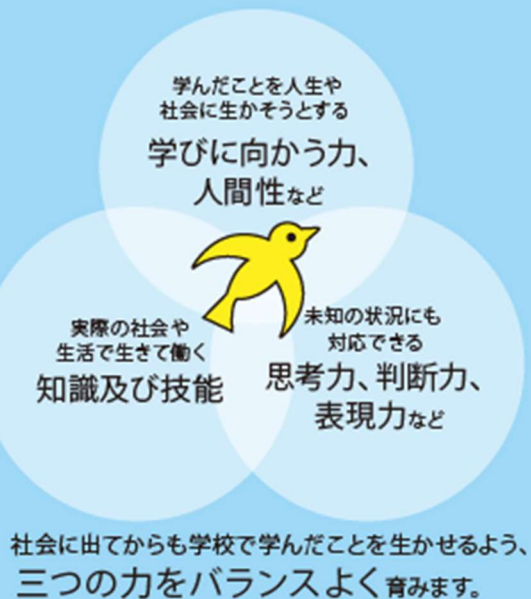 学んだことを人生や
社会に生かそうとする
学びに向かう力、
人間性など
実際の社会や
生活で生きて働く
知識及び技能
未知の状況にも
対応できる
思考力、判断力、
表現力など
社会に出てからも学校で学んだことを生かせるよう、
三つの力をバランスよく育みます。